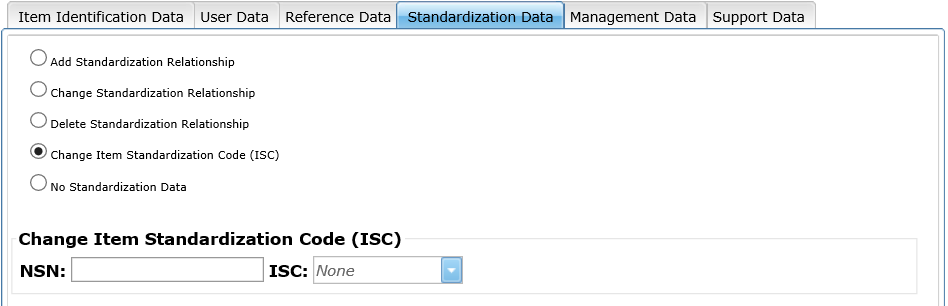 Item Identification Data User Data Reference Data Standardization Data Management Data Support Data
Add Standardization Relationship
Change Standardization Relationship
Delete Standardization Relationship
Change Item Standardization Code (ISC)
No Standardization Data
Change Item Standardization Code (ISC)
NSN: ISC: None